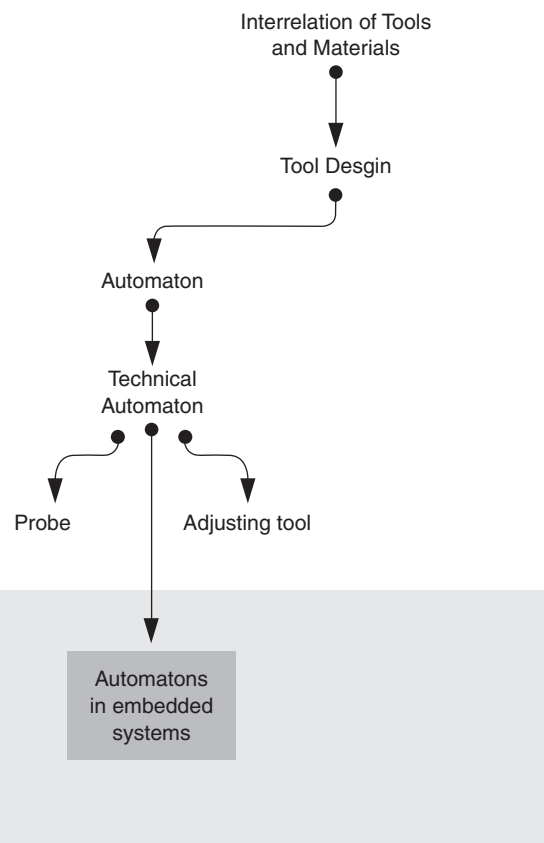 Interrelation of Tools
and Materials
Tool Desgin
Automaton
Technical
Automaton
Probe
Adjusting tool
Automatons
in embedded
systems